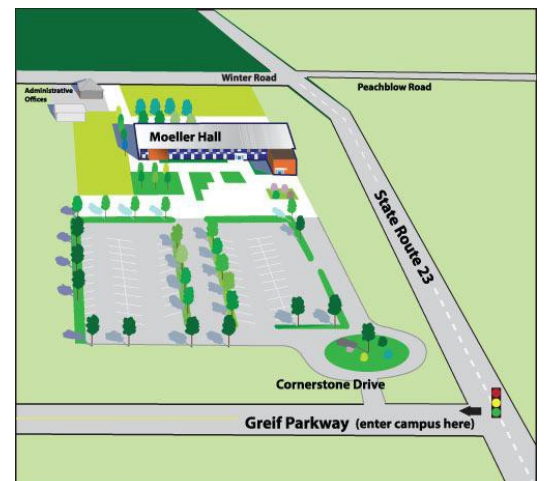 Winter Road
Peachblow Road
Administrative
Offices
Moeller Hall
State Route 23
Cornerstone Drive
Greif Parkway (enter campus here)